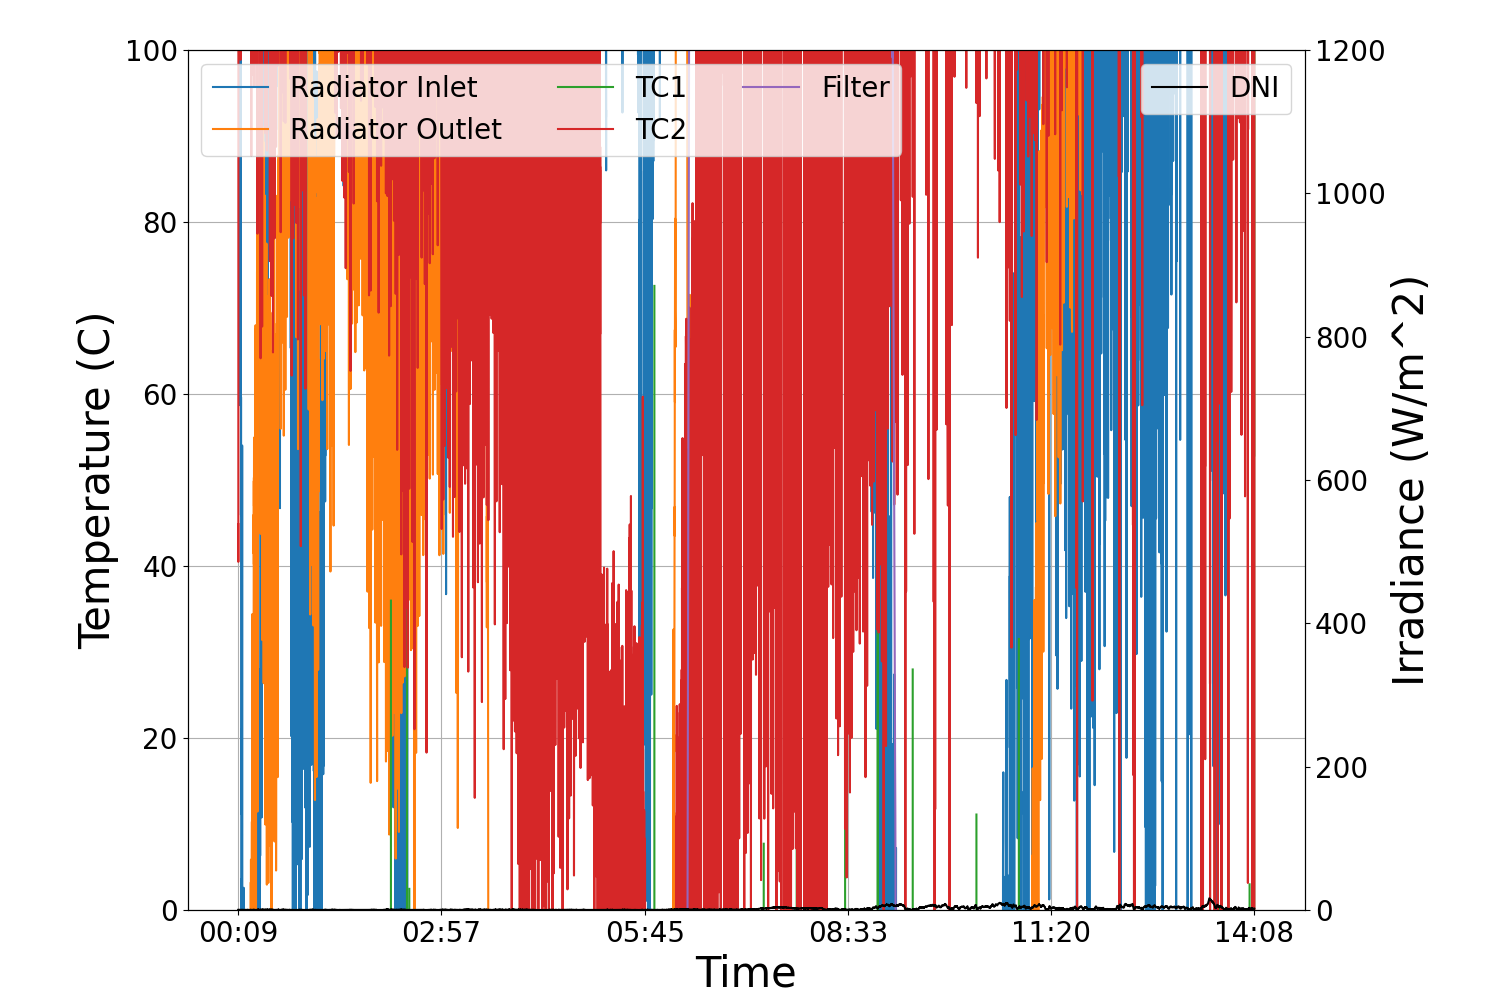 Temperature (C)
100
80
60
40
20
0
Radiator Inlet
Radiator Outlet
TC1
TC2
Filter
DNI
1200
1000
800
600
400
200
0
Irradiance (W/m^2)
00:09
02:57
05:45
08:33
11:20
14:08
Time